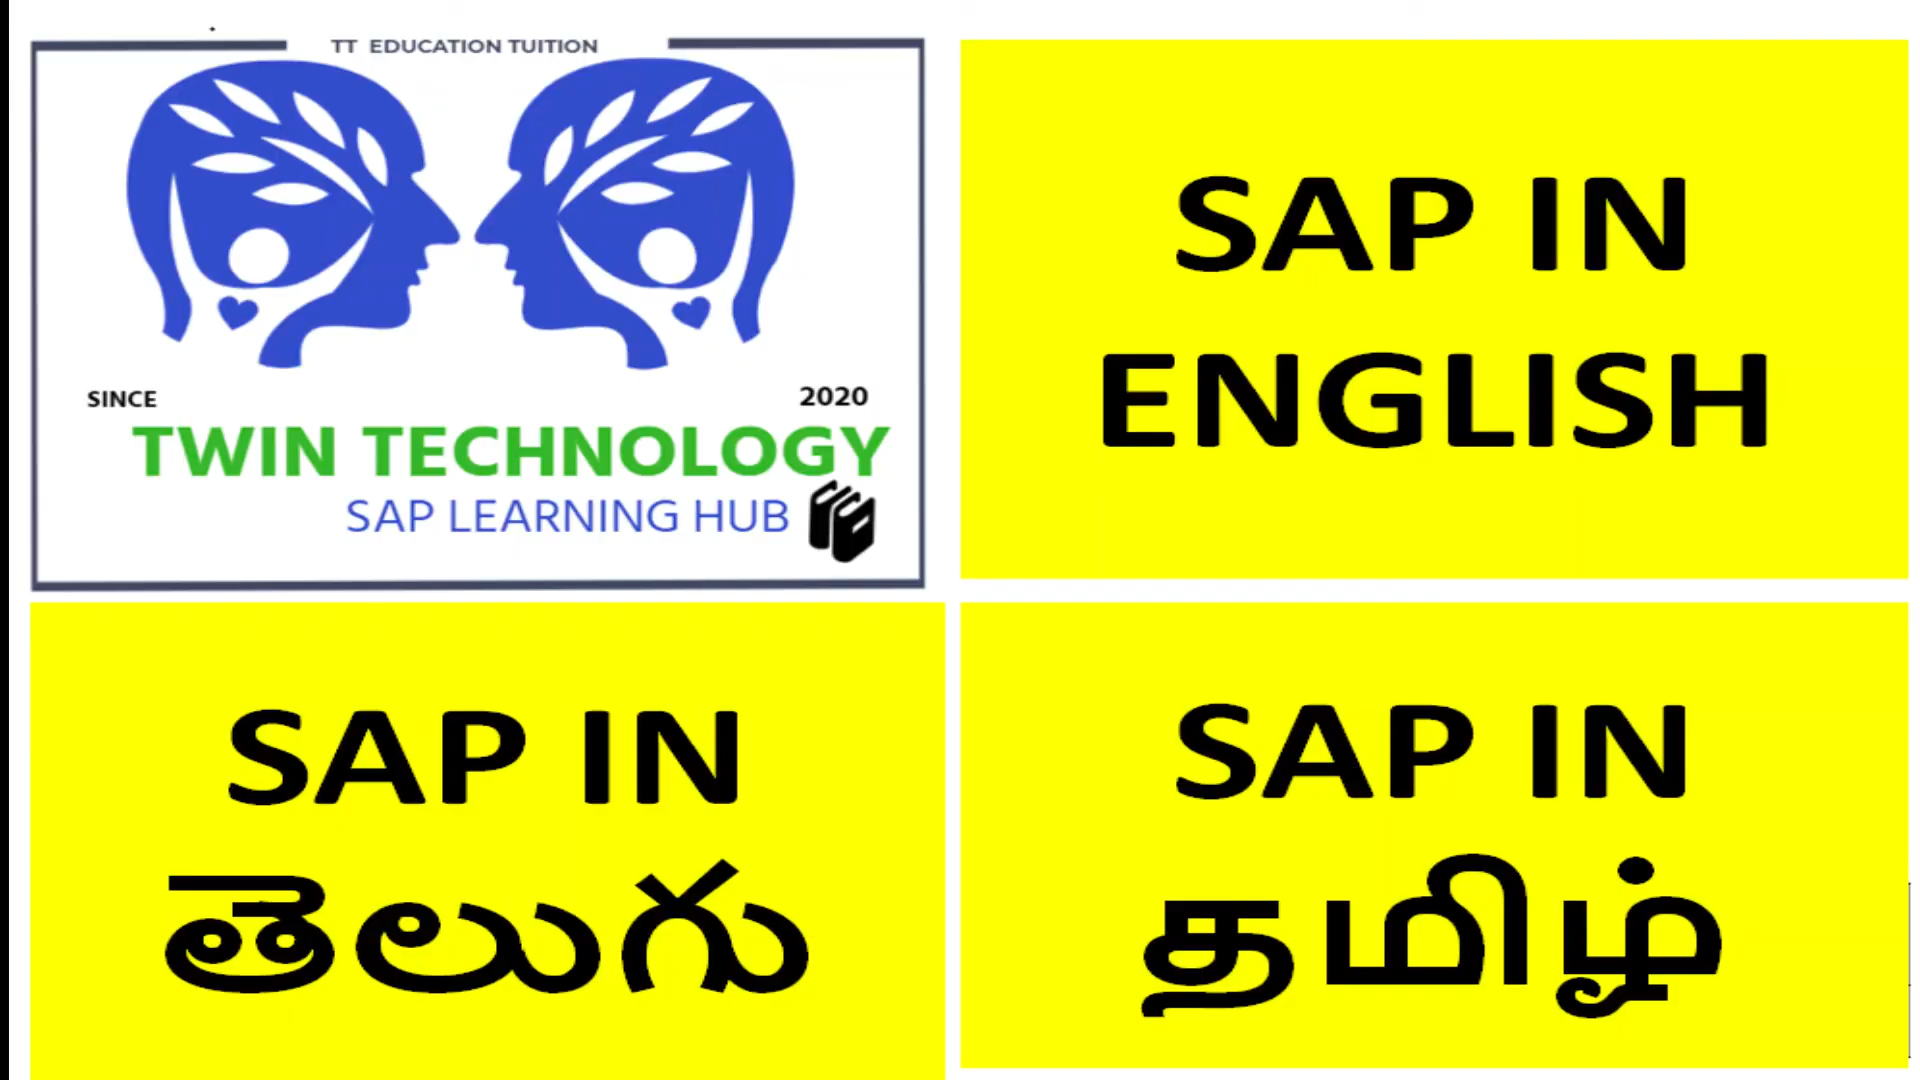 TT EDUCATION TUITION
SINCE 2020
TWIN TECHNOLOGY
SAP LEARNING HUB
SAP IN
ENGLISH
SAP IN
తెలుగు
SAP IN
தமிழ்